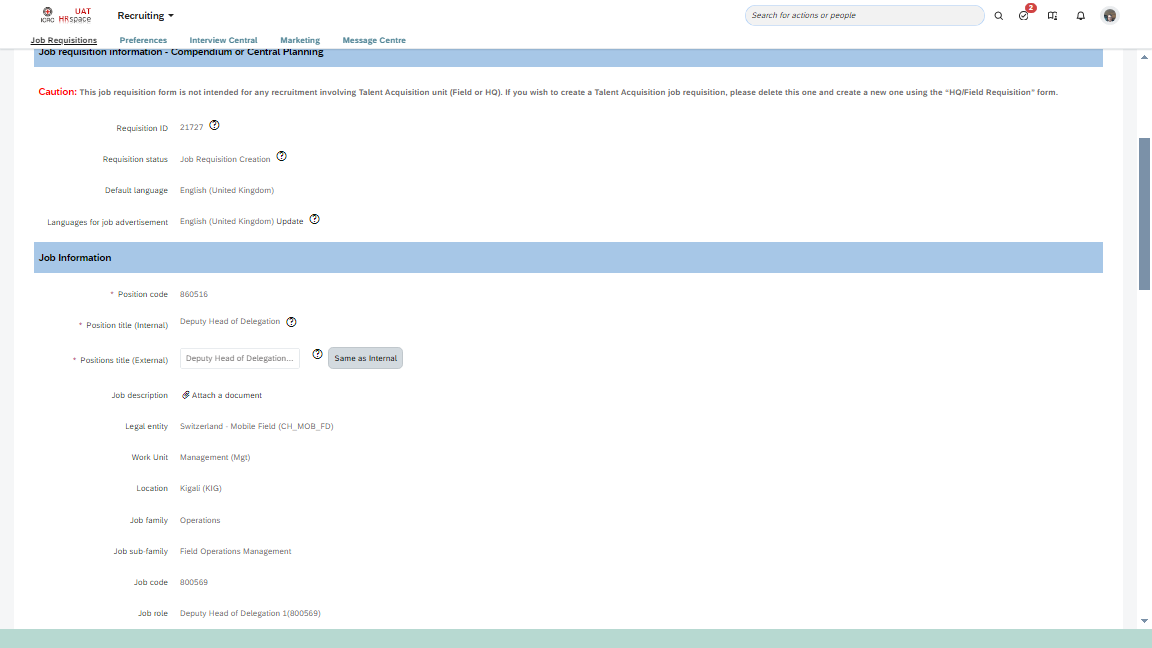 ICRC
UAT
HRspace
Recruiting
Search for actions or people
2
Job Requisitions
Preferences
Interview Central
Marketing
Message Centre
Job requisition information - Compendium or Central Planning
Caution: This job requisition form is not intended for any recruitment involving Talent Acquisition unit (Field or HQ). If you wish to create a Talent Acquisition job requisition, please delete this one and create a new one using the “HQ/Field Requisition” form.
Requisition ID 21727
Requisition status Job Requisition Creation
Default language English (United Kingdom)
Languages for job advertisement English (United Kingdom) Update
Job Information
* Position code 860516
* Position title (Internal) Deputy Head of Delegation
* Positions title (External) Deputy Head of Delegation... Same as Internal
Job description Attach a document
Legal entity Switzerland - Mobile Field (CH_MOB_FD)
Work Unit Management (Mgt)
Location Kigali (KIG)
Job family Operations
Job sub-family Field Operations Management
Job code 800569
Job role Deputy Head of Delegation 1(800569)